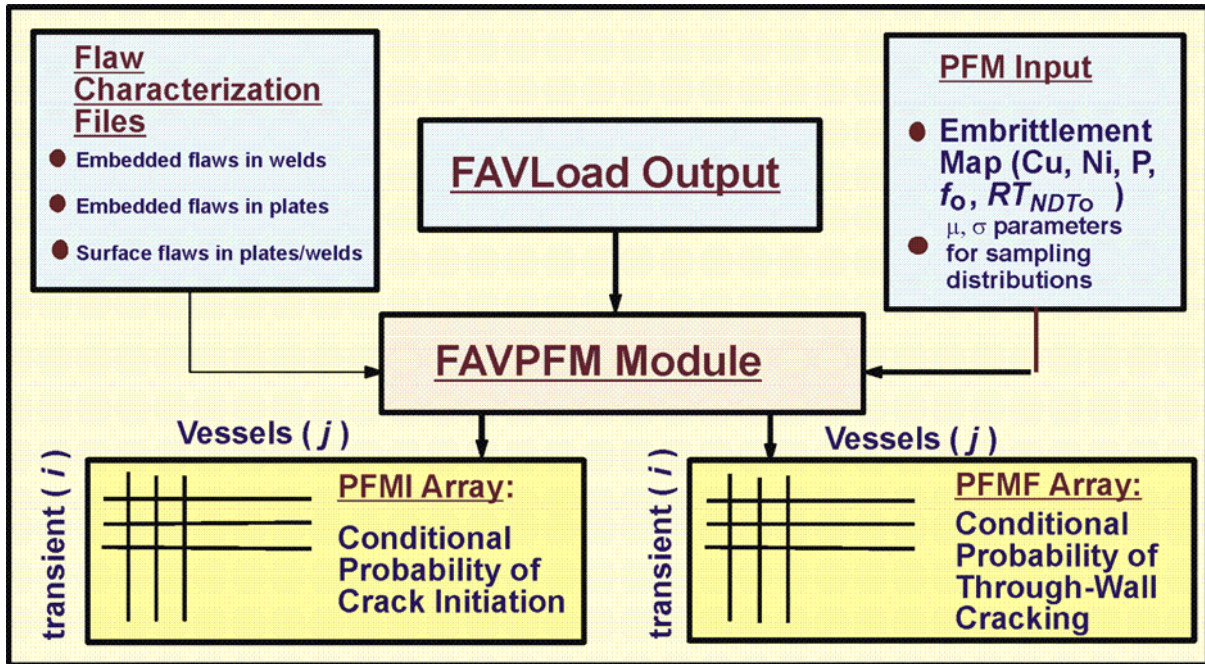 Flaw
Characterization
Files
● Embedded flaws in welds
● Embedded flaws in plates
● Surface flaws in plates/welds
FAVLoad Output
PFM Input
● Embrittlement
Map (Cu, Ni, P,
fo, RTNDTo )
● μ, σ parameters
for sampling
distributions
FAVPFM Module
Vessels ( j )
transient ( i )
PFMI Array:
Conditional
Probability of
Crack Initiation
Vessels ( j )
transient ( i )
PFMF Array:
Conditional
Probability of
Through-Wall
Cracking